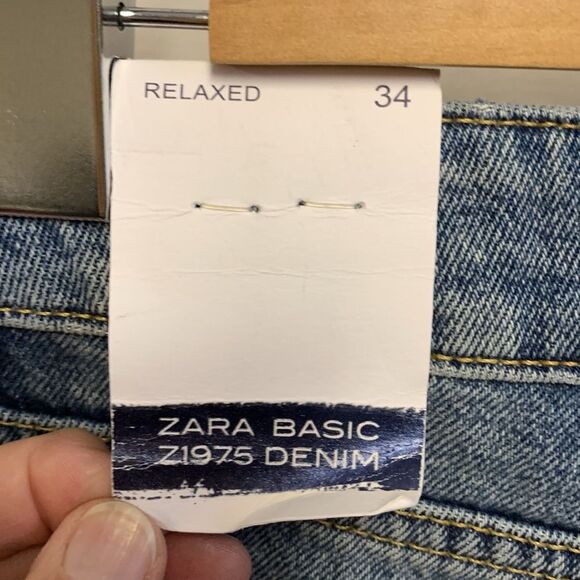 RELAXED 34
ZARA BASIC
Z1975 DENIM